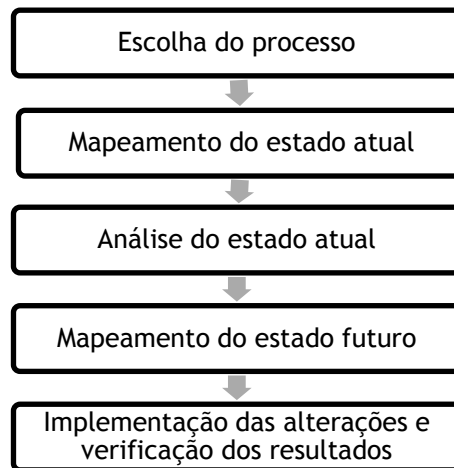 Escolha do processo
Mapeamento do estado atual
Análise do estado atual
Mapeamento do estado futuro
Implementação das alterações e
verificação dos resultados